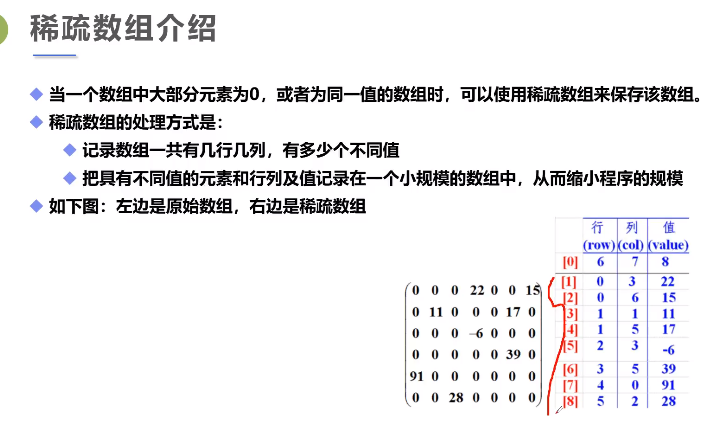 稀疏数组介绍
当一个数组中大部分元素为0，或者为同一值的数组时，可以使用稀疏数组来保存该数组。
稀疏数组的处理方式是：
记录数组一共有几行几列，有多少个不同值
把具有不同值的元素和行列及值记录在一个小规模的数组中，从而缩小程序的规模
如下图：左边是原始数组，右边是稀疏数组
0 0 0 22 0 0 15
0 11 0 0 0 17 0
0 0 0 –6 0 0 0
0 0 0 0 0 39 0
91 0 0 0 0 0 0
0 0 28 0 0 0 0
行 列 值
(row) (col) (value)
[0] 6 7 8
[1] 0 3 22
[2] 0 6 15
[3] 1 1 11
[4] 1 5 17
[5] 2 3 -6
[6] 3 5 39
[7] 4 0 91
[8] 5 2 28